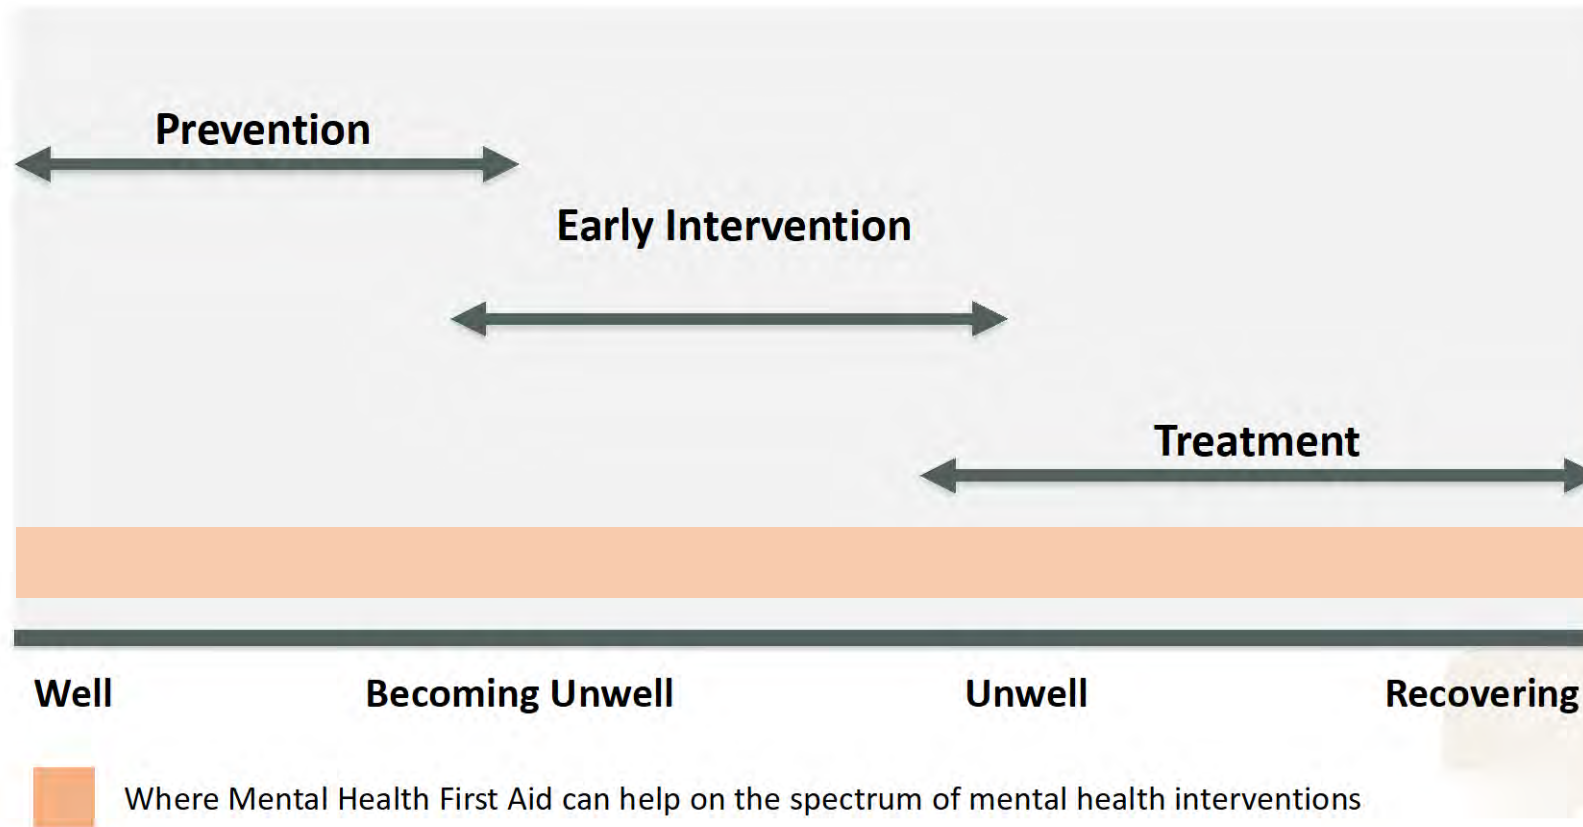 Prevention
Early Intervention
Treatment
Well Becoming Unwell Unwell Recovering
Where Mental Health First Aid can help on the spectrum of mental health interventions